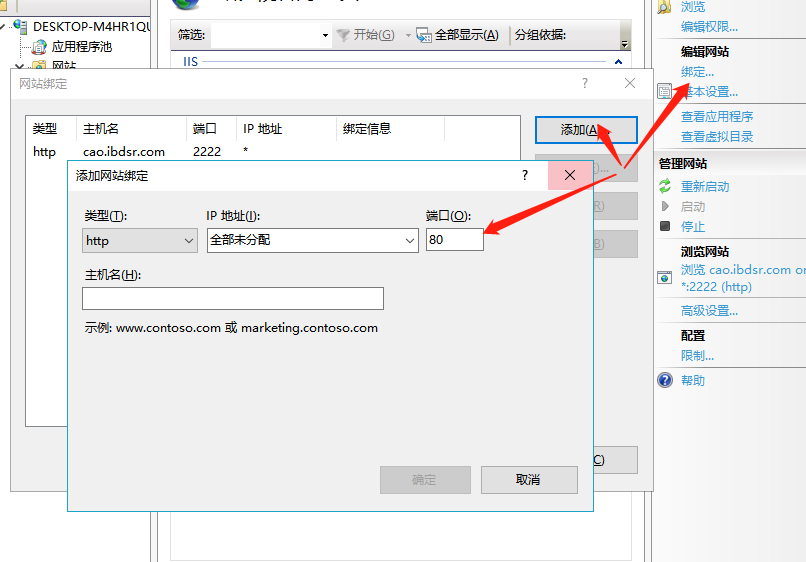 DESKTOP-M4HR1QU
应用程序池
网站
筛选:
开始(G)
全部显示(A)
分组依据:
IIS
浏览
编辑权限...
编辑网站
绑定...
基本设置...
查看应用程序
查看虚拟目录
管理网站
重新启动
启动
停止
浏览网站
浏览 cao.ibdsr.com on
*:2222 (http)
高级设置...
配置
限制...
帮助
网站绑定
?
类型 主机名 端口 IP 地址 绑定信息
http cao.ibdsr.com 2222 *
添加(A)...
添加网站绑定
?
类型(T): IP 地址(I): 端口(O):
http 全部未分配 80
主机名(H):
示例: www.contoso.com 或 marketing.contoso.com
确定 取消